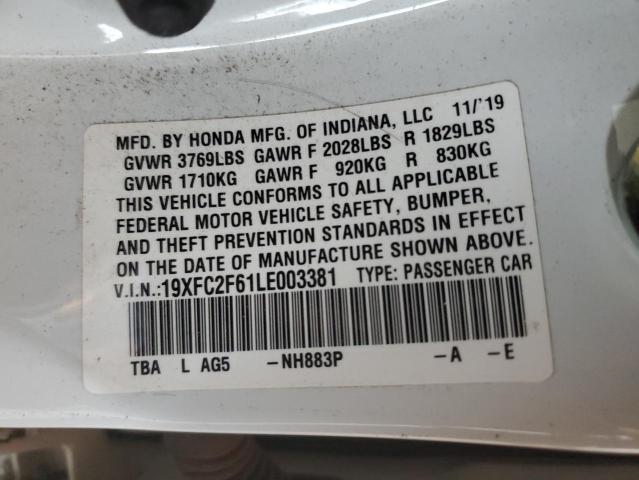 MFD. BY HONDA MFG. OF INDIANA, LLC 11/'19
GVWR 3769LBS GAWR F 2028LBS R 1829LBS
GVWR 1710KG GAWR F 920KG R 830KG
THIS VEHICLE CONFORMS TO ALL APPLICABLE
FEDERAL MOTOR VEHICLE SAFETY, BUMPER,
AND THEFT PREVENTION STANDARDS IN EFFECT
ON THE DATE OF MANUFACTURE SHOWN ABOVE.
V.I.N.:19XFC2F61LE003381 TYPE: PASSENGER CAR
TBA L AG5 -NH883P -A -E